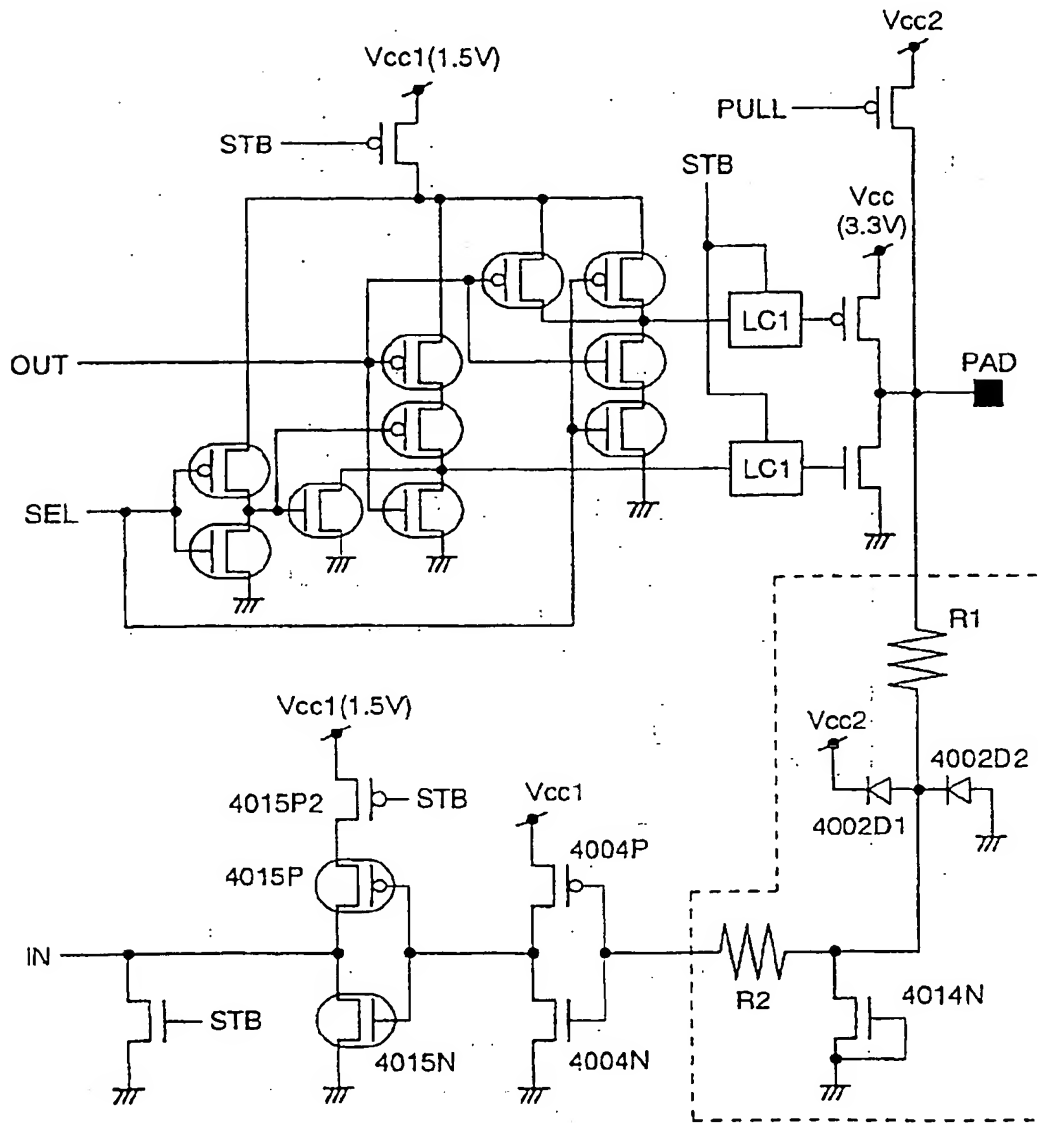 Vcc2
Vcc1(1.5V)
PULL
STB
STB
Vcc
(3.3V)
LC1
OUT
PAD
LC1
SEL
R1
Vcc1(1.5V)
Vcc2
4002D2
4015P2
STB
Vcc1
4002D1
4004P
4015P
IN
R2
4014N
STB
4015N
4004N